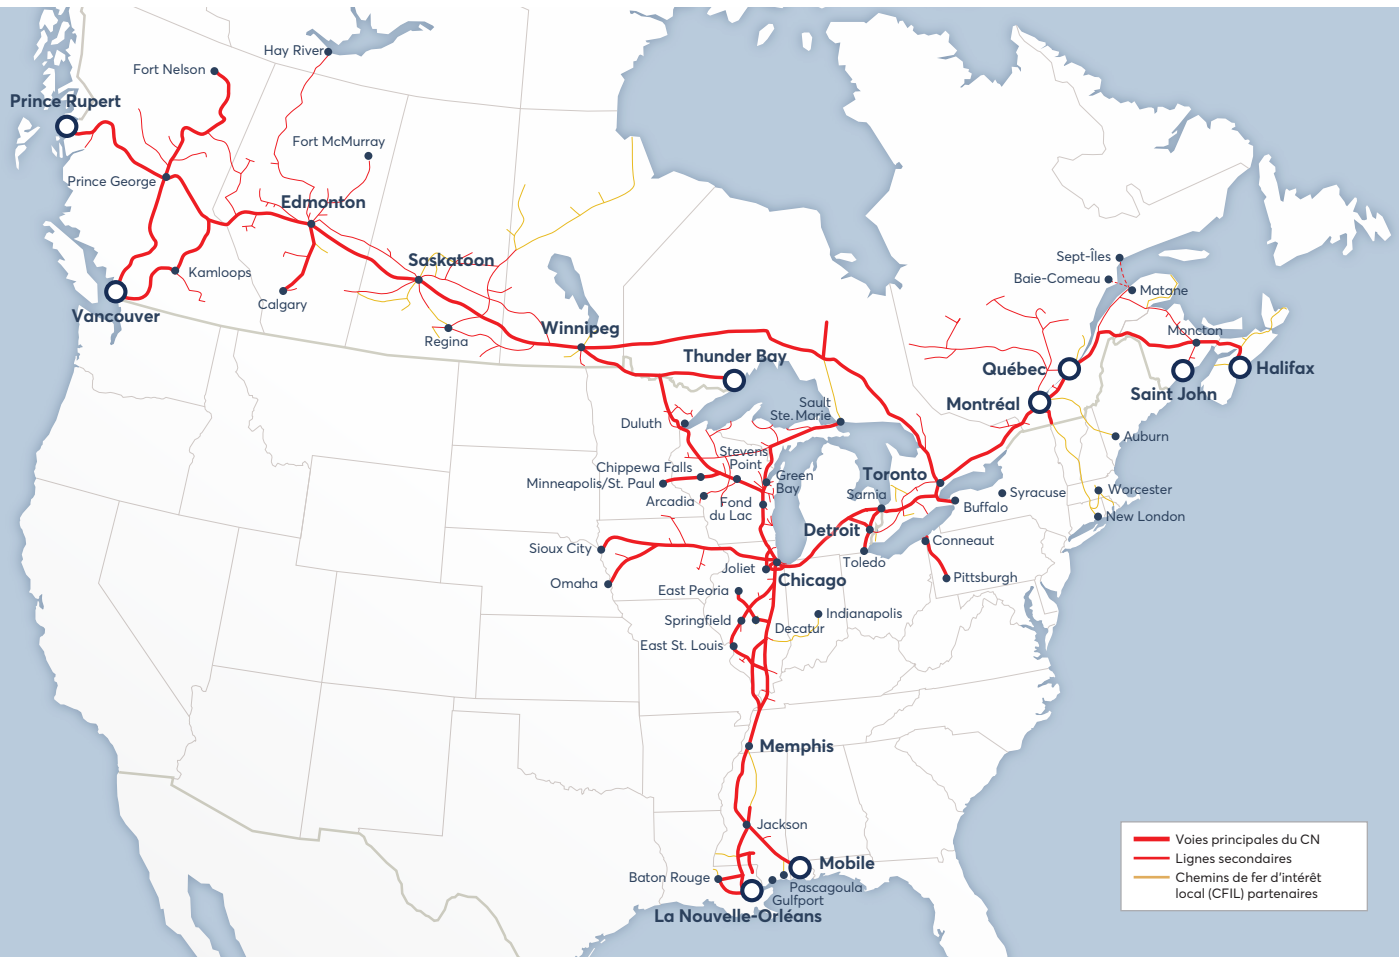 Hay River
Fort Nelson
Prince Rupert
Fort McMurray
Prince George
Edmonton
Saskatoon
Kamloops
Calgary
Vancouver
Regina
Winnipeg
Thunder Bay
Sept-Îles
Baie-Comeau
Matane
Moncton
Québec
Halifax
Saint John
Montréal
Sault
Ste. Marie
Duluth
Auburn
Stevens
Point
Chippewa Falls
Minneapolis/St. Paul
Green
Bay
Arcadia
Fond
du Lac
Toronto
Sarnia
Syracuse
Buffalo
Worcester
New London
Detroit
Conneaut
Sioux City
Toledo
Joliet
Chicago
Pittsburgh
Omaha
East Peoria
Indianapolis
Springfield
Decatur
East St. Louis
Memphis
Jackson
Mobile
Baton Rouge
Pascagoula
Gulfport
La Nouvelle-Orléans
Voies principales du CN
Lignes secondaires
Chemins de fer d'intérêt
local (CFIL) partenaires